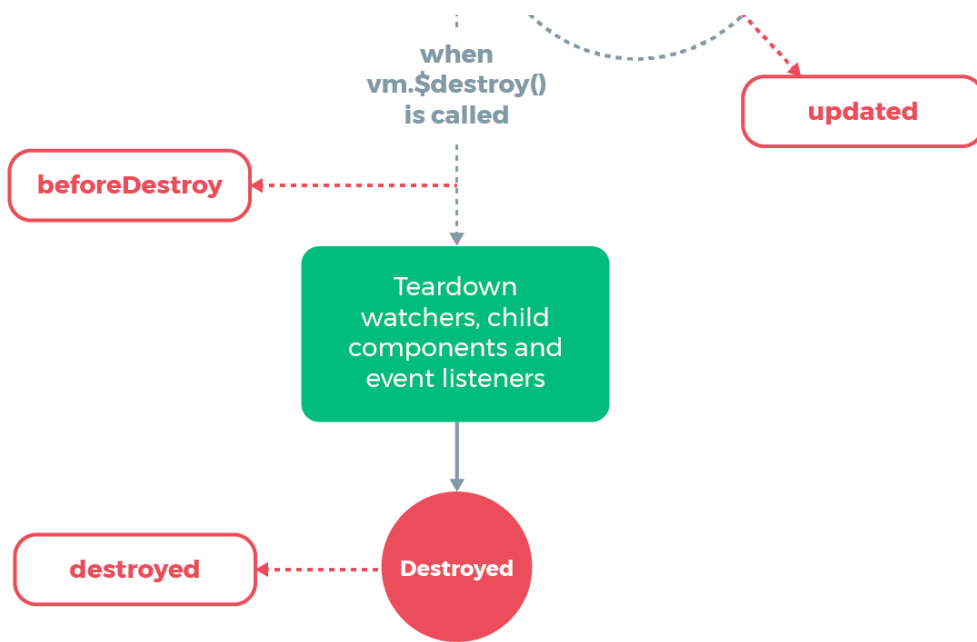 when
vm.$destroy()
is called
updated
beforeDestroy
Teardown
watchers, child
components and
event listeners
destroyed
Destroyed